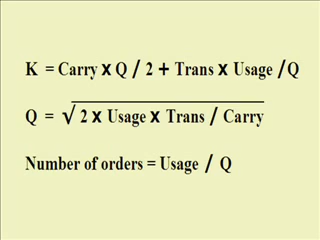 K = Carry x Q / 2 + Trans x Usage / Q
Q = √ 2 x Usage x Trans / Carry
Number of orders = Usage / Q